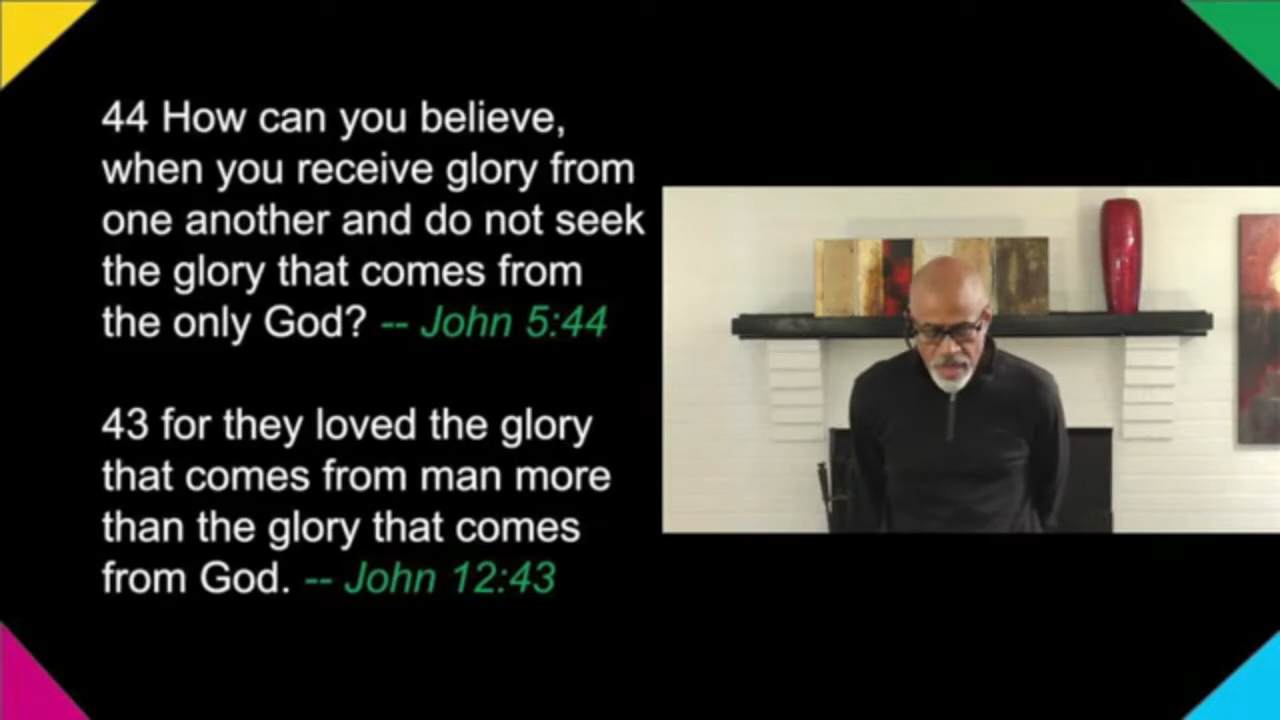 44 How can you believe,
when you receive glory from
one another and do not seek
the glory that comes from
the only God? -- John 5:44
43 for they loved the glory
that comes from man more
than the glory that comes
from God. -- John 12:43